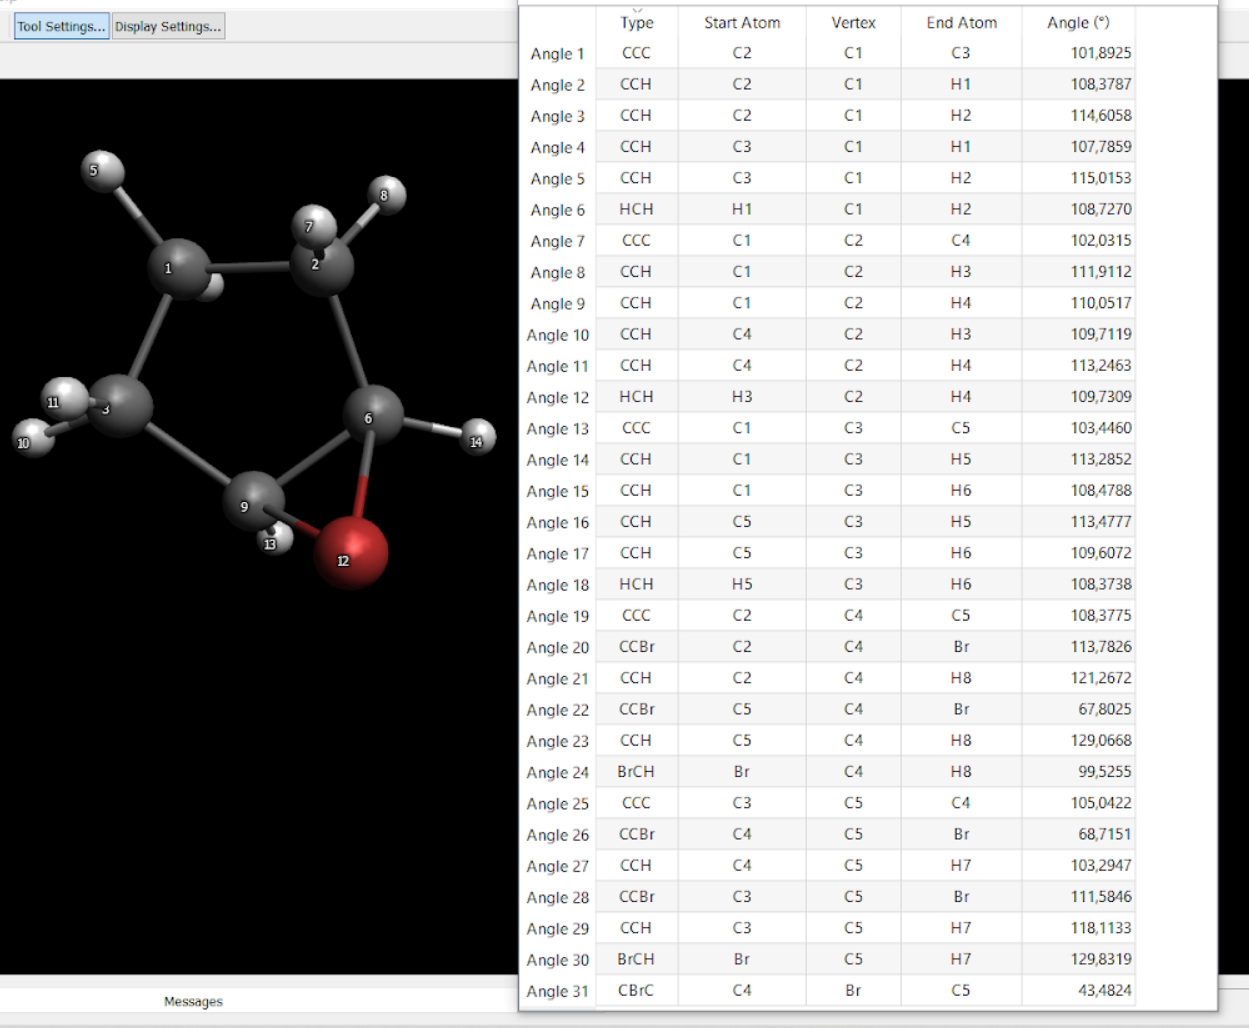 Tool Settings... Display Settings...
Type Start Atom Vertex End Atom Angle (°)
Angle 1 CCC C2 C1 C3 101,8925
Angle 2 CCH C2 C1 H1 108,3787
Angle 3 CCH C2 C1 H2 114,6058
Angle 4 CCH C3 C1 H1 107,7859
Angle 5 CCH C3 C1 H2 115,0153
Angle 6 HCH H1 C1 H2 108,7270
Angle 7 CCC C1 C2 C4 102,0315
Angle 8 CCH C1 C2 H3 111,9112
Angle 9 CCH C1 C2 H4 110,0517
Angle 10 CCH C4 C2 H3 109,7119
Angle 11 CCH C4 C2 H4 113,2463
Angle 12 HCH H3 C2 H4 109,7309
Angle 13 CCC C1 C3 C5 103,4460
Angle 14 CCH C1 C3 H5 113,2852
Angle 15 CCH C1 C3 H6 108,4788
Angle 16 CCH C5 C3 H5 113,4777
Angle 17 CCH C5 C3 H6 109,6072
Angle 18 HCH H5 C3 H6 108,3738
Angle 19 CCC C2 C4 C5 108,3775
Angle 20 CCBr C2 C4 Br 113,7826
Angle 21 CCH C2 C4 H8 121,2672
Angle 22 CCBr C5 C4 Br 67,8025
Angle 23 CCH C5 C4 H8 129,0668
Angle 24 BrCH Br C4 H8 99,5255
Angle 25 CCC C3 C5 C4 105,0422
Angle 26 CCBr C4 C5 Br 68,7151
Angle 27 CCH C4 C5 H7 103,2947
Angle 28 CCBr C3 C5 Br 111,5846
Angle 29 CCH C3 C5 H7 118,1133
Angle 30 BrCH Br C5 H7 129,8319
Angle 31 CBrC C4 Br C5 43,4824
5
8
7
1
2
11
3
10
6
14
9
13
12
Messages